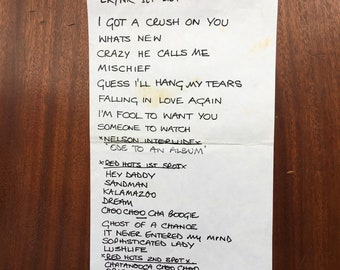 SET LIST
I GOT A CRUSH ON YOU
WHATS NEW
CRAZY HE CALLS ME
MISCHIEF
GUESS I'LL HANG MY TEARS
FALLING IN LOVE AGAIN
I'M FOOL TO WANT YOU
SOMEONE TO WATCH
*NELSON INTERLUDE*
'ODE TO AN ALBUM'
*RED HOTS 1ST SPOT*
HEY DADDY
SANDMAN
KALAMAZOO
DREAM
CHOO CHOO CHA BOOGIE
GHOST OF A CHANCE
IT NEVER ENTERED MY MIND
SOPHISTICATED LADY
LUSHLIFE
*RED HOTS 2ND SPOT*
CHATANOOGA CHOO CHOO